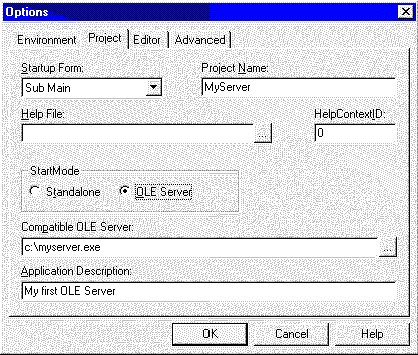 Options
Environment Project Editor Advanced
Startup Form: Project Name:
Sub Main MyServer
Help File: HelpContextID:
... 0
StartMode
Standalone OLE Server
Compatible OLE Server:
c:\myserver.exe ...
Application Description:
My first OLE Server
OK Cancel Help